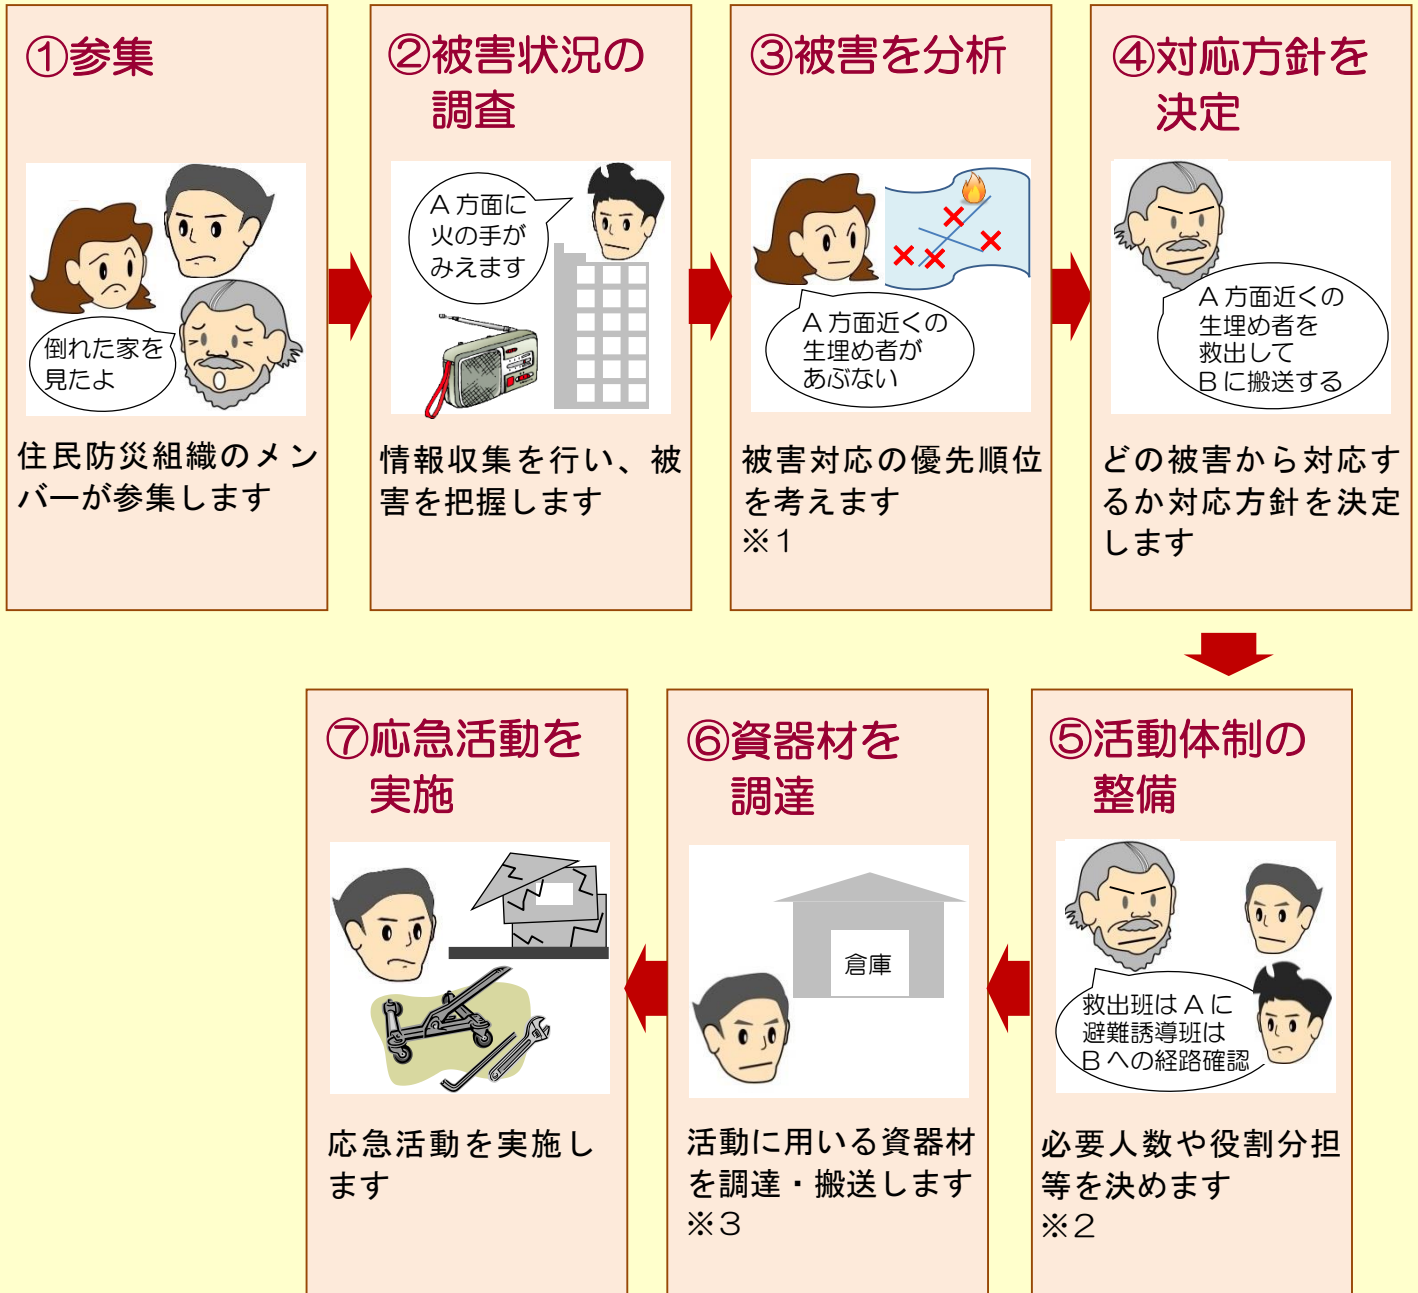 ①参集
倒れた家を
見たよ
住民防災組織のメン
バーが参集します
②被害状況の
調査
A方面に
火の手が
みえます
情報収集を行い、被
害を把握します
③被害を分析
A方面近くの
生埋め者が
あぶない
被害対応の優先順位
を考えます
※1
④対応方針を
決定
A方面近くの
生埋め者を
救出して
Bに搬送する
どの被害から対応す
るか対応方針を決定
します
⑤活動体制の
整備
救出班はAに
避難誘導班は
Bへの経路確認
必要人数や役割分担
等を決めます
※2
⑥資器材を
調達
倉庫
活動に用いる資器材
を調達・搬送します
※3
⑦応急活動を
実施
応急活動を実施し
ます